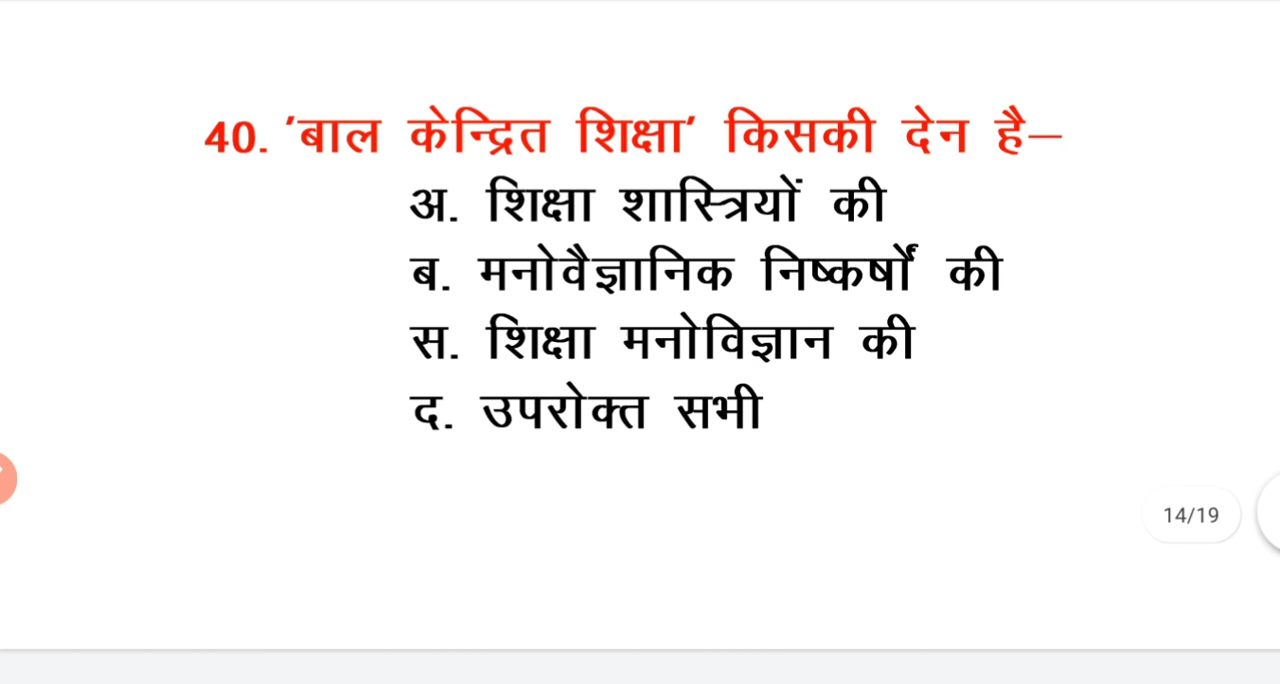 40. 'बाल केन्द्रित शिक्षा' किसकी देन है–
अ. शिक्षा शास्त्रियों की
ब. मनोवैज्ञानिक निष्कर्षों की
स. शिक्षा मनोविज्ञान की
द. उपरोक्त सभी
14/19